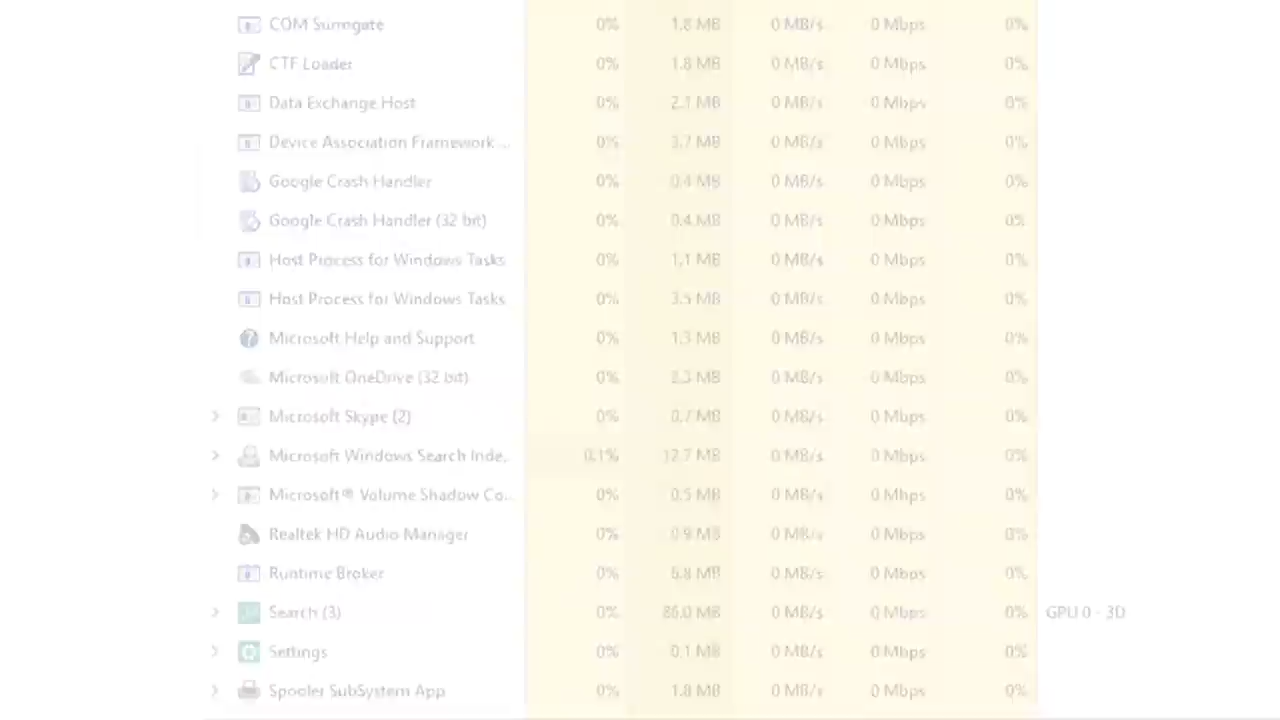 COM Surrogate 0% 1.8 MB 0 MB/s 0 Mbps 0%
CTF Loader 0% 1.8 MB 0 MB/s 0 Mbps 0%
Data Exchange Host 0% 2.1 MB 0 MB/s 0 Mbps 0%
Device Association Framework ... 0% 3.7 MB 0 MB/s 0 Mbps 0%
Google Crash Handler 0% 0.4 MB 0 MB/s 0 Mbps 0%
Google Crash Handler (32 bit) 0% 0.4 MB 0 MB/s 0 Mbps 0%
Host Process for Windows Tasks 0% 1.1 MB 0 MB/s 0 Mbps 0%
Host Process for Windows Tasks 0% 3.5 MB 0 MB/s 0 Mbps 0%
Microsoft Help and Support 0% 1.3 MB 0 MB/s 0 Mbps 0%
Microsoft OneDrive (32 bit) 0% MB 0 MB/s 0 Mbps 0%
Microsoft Skype (2) 0% 0.7 MB 0 MB/s 0 Mbps 0%
Microsoft Windows Search Inde... 0.1% 12.7 MB 0 MB/s 0 Mbps 0%
Microsoft® Volume Shadow Co... 0% 0.5 MB 0 MB/s 0 Mbps 0%
Realtek HD Audio Manager 0% 0.9 MB 0 MB/s 0 Mbps 0%
Runtime Broker 0% 6.8 MB 0 MB/s 0 Mbps 0%
Search (3) 0% 86.0 MB 0 MB/s 0 Mbps 0% GPU 0 - 3D
Settings 0% 0.1 MB 0 MB/s 0 Mbps 0%
Spooler SubSystem App 0% 1.8 MB 0 MB/s 0 Mbps 0%